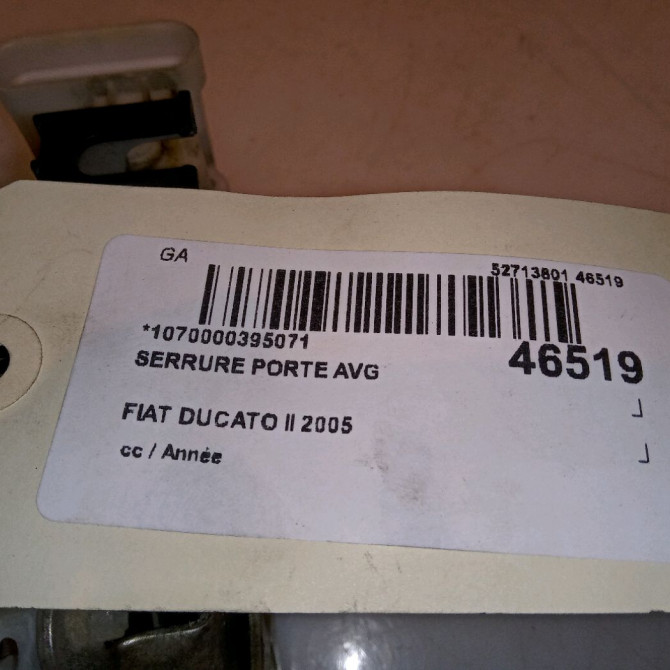 GA
52713801 46519
*1070000395071
46519
SERRURE PORTE AVG
FIAT DUCATO II 2005
cc / Année